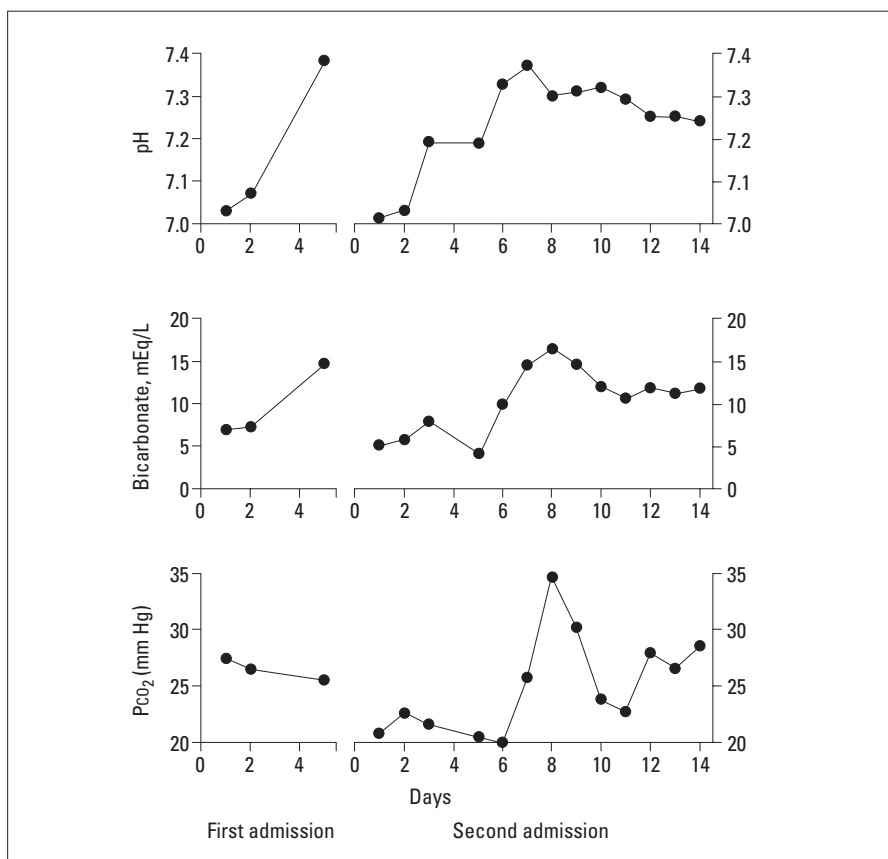 7.4 7.4
7.3 7.3
7.2 7.2
7.1 7.1
7.0 7.0
pH
0 2 4 0 2 4 6 8 10 12 14
20 20
15 15
10 10
5 5
0 0
Bicarbonate, mEq/L
0 2 4 0 2 4 6 8 10 12 14
35 35
30 30
25 25
20 20
Pco2 (mm Hg)
0 2 4 0 2 4 6 8 10 12 14
Days
First admission Second admission